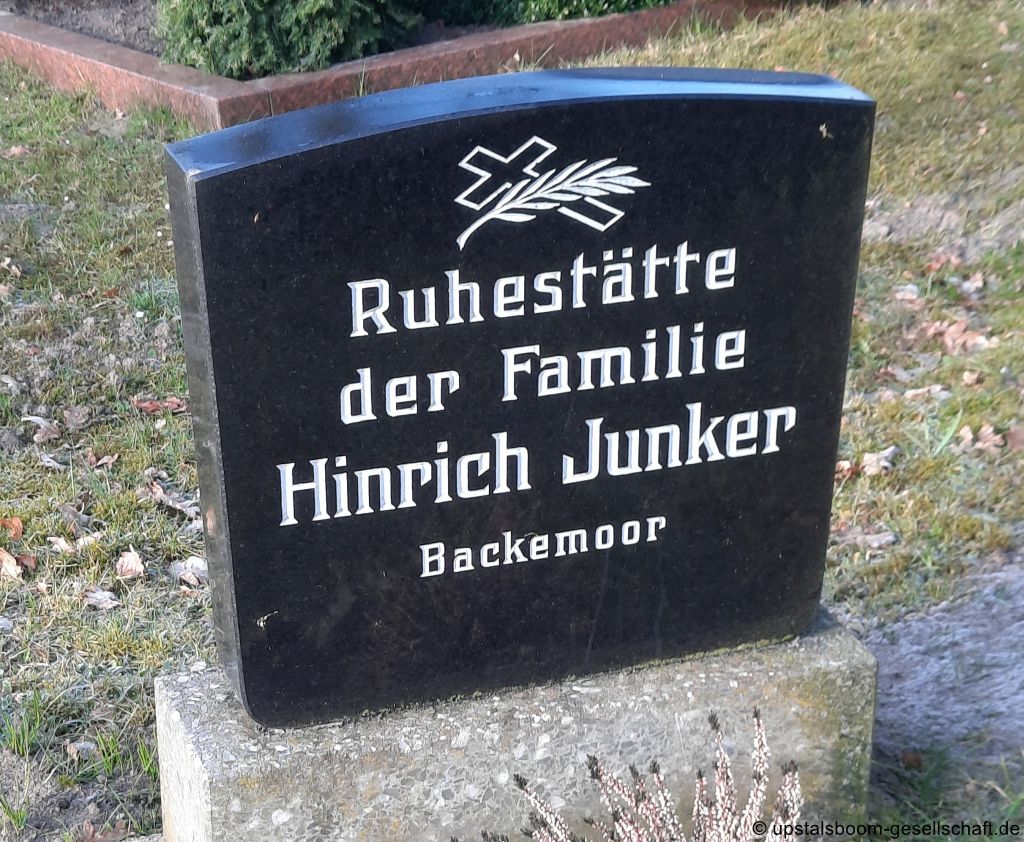 Ruhestätte
der Familie
Hinrich Junker
Backemoor
© upstalsboom-gesellschaft.de